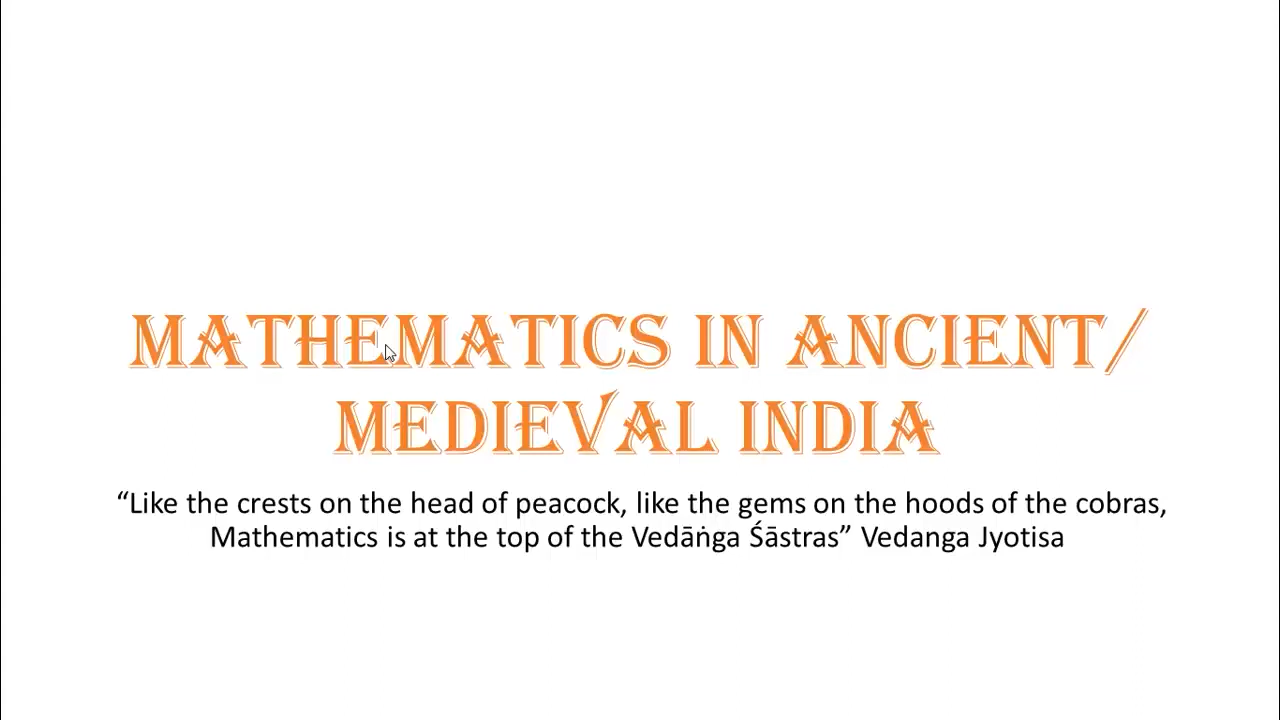 MATHEMATICS IN ANCIENT/
MEDIEVAL INDIA
“Like the crests on the head of peacock, like the gems on the hoods of the cobras,
Mathematics is at the top of the Vedāṅga Śāstras” Vedanga Jyotisa